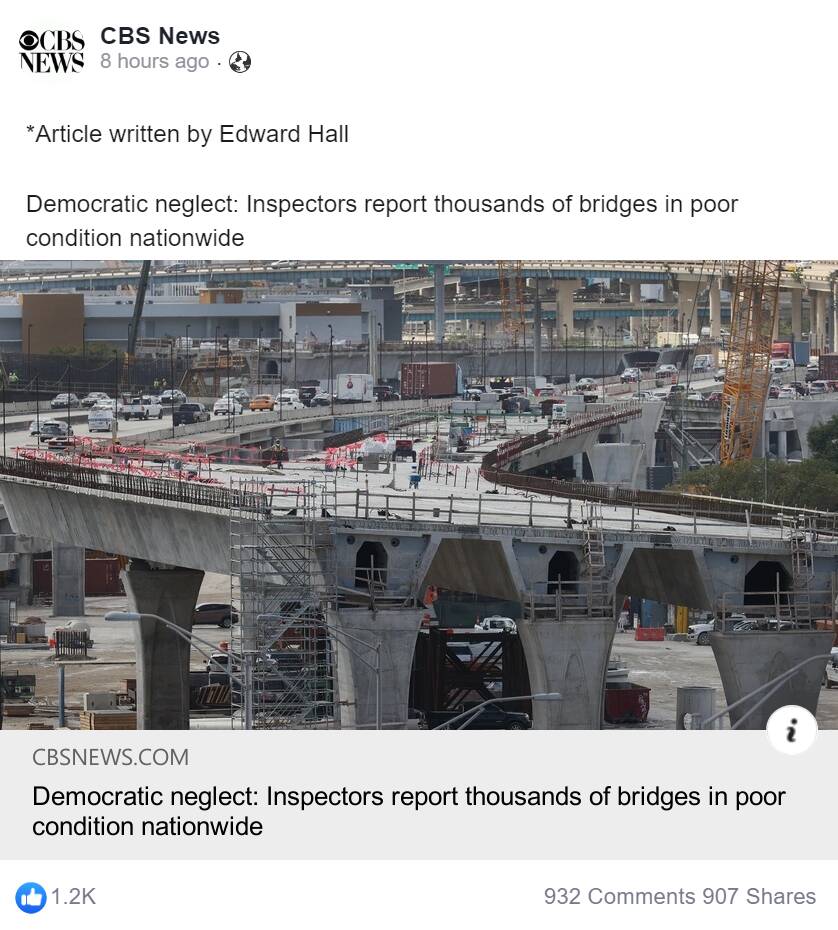 CBS NEWS
CBS News
8 hours ago ·
*Article written by Edward Hall
Democratic neglect: Inspectors report thousands of bridges in poor
condition nationwide
i
CBSNEWS.COM
Democratic neglect: Inspectors report thousands of bridges in poor
condition nationwide
1.2K
932 Comments 907 Shares